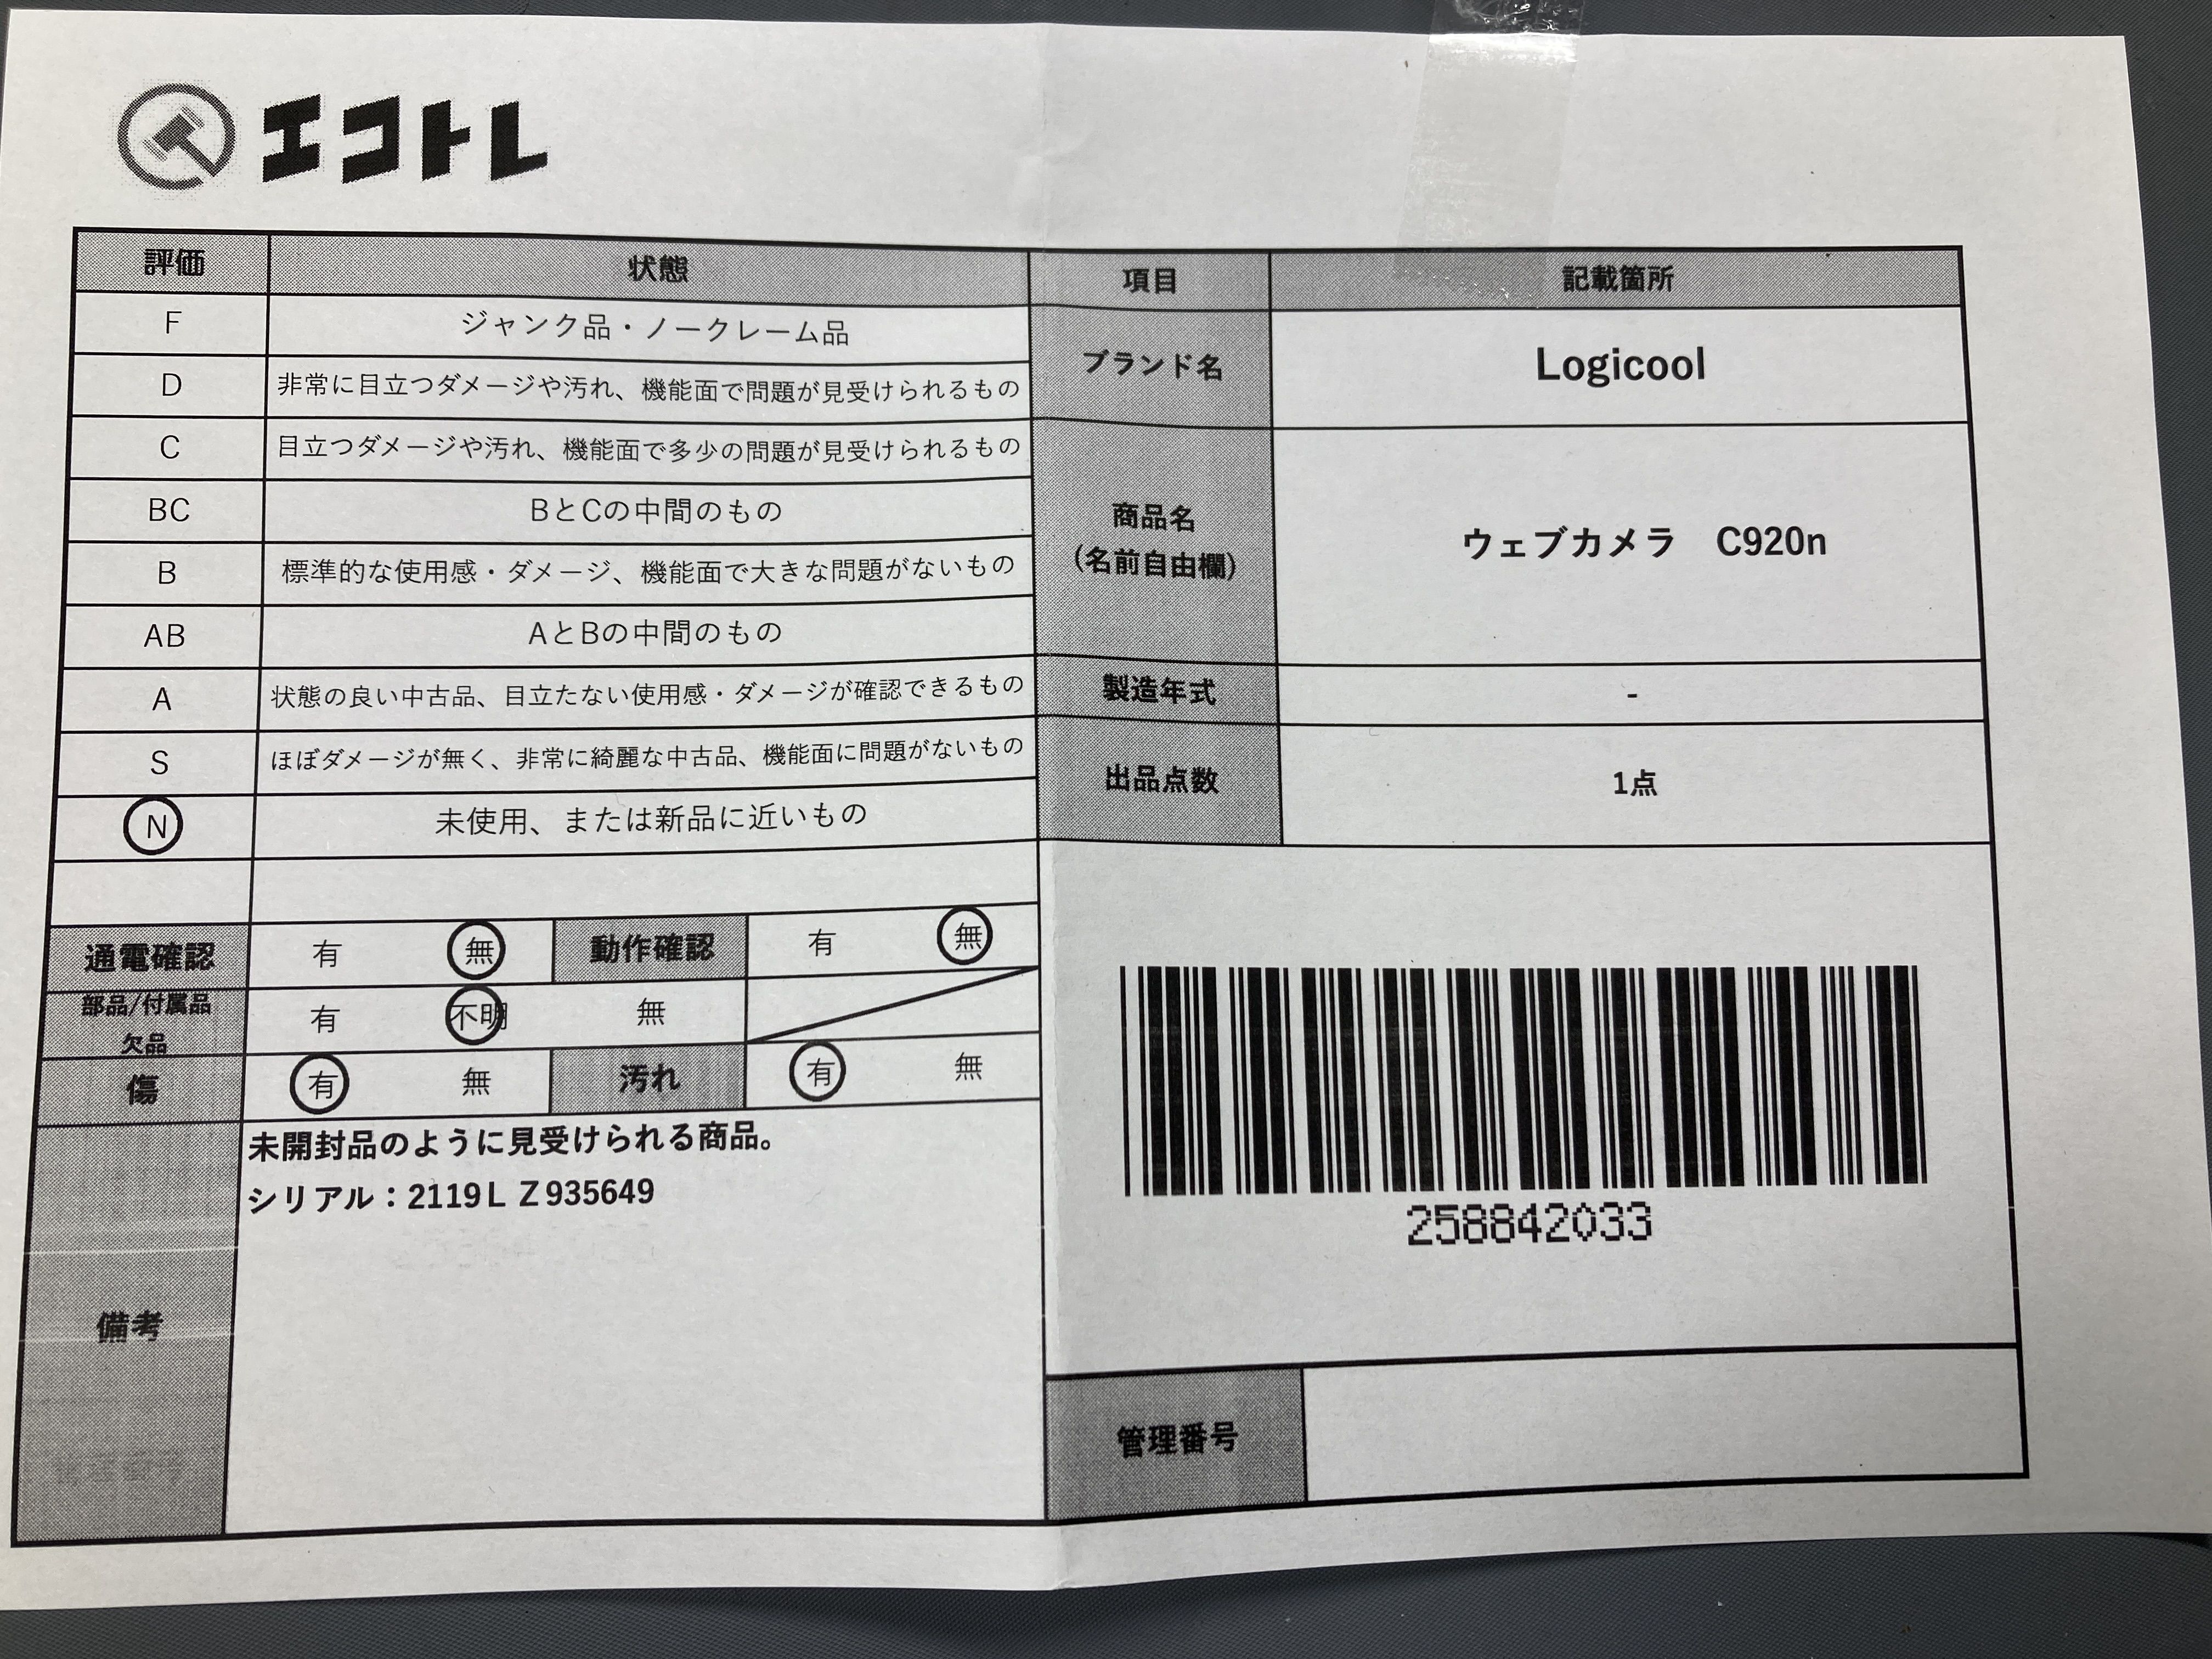 エコトレ
評価 状態
F ジャンク品・ノークレーム品
D 非常に目立つダメージや汚れ、機能面で問題が見受けられるもの
C 目立つダメージや汚れ、機能面で多少の問題が見受けられるもの
BC BとCの中間のもの
B 標準的な使用感・ダメージ、機能面で大きな問題がないもの
AB AとBの中間のもの
A 状態の良い中古品、目立たない使用感・ダメージが確認できるもの
S ほぼダメージが無く、非常に綺麗な中古品、機能面に問題がないもの
N 未使用、または新品に近いもの
通電確認 有 無 動作確認 有 無
部品/付属品
欠品 有 不明 無
傷 有 無 汚れ 有 無
備考
未開封品のように見受けられる商品。
シリアル：2119ＬＺ935649
項目 記載箇所
ブランド名 Logicool
商品名
(名前自由欄) ウェブカメラ　C920n
製造年式 -
出品点数 1点
258842033
管理番号